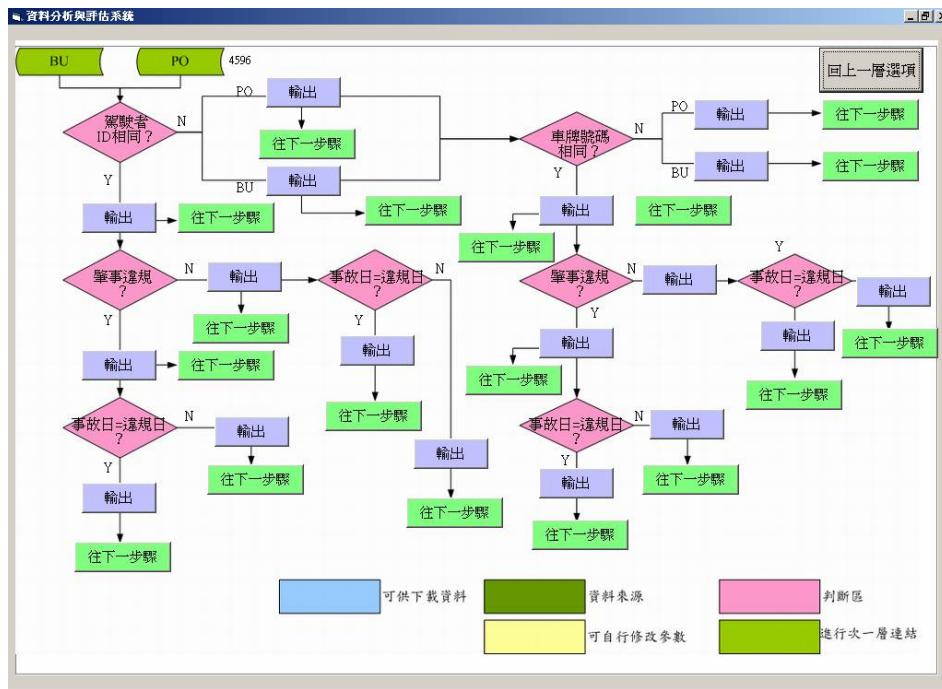 資料分析與評估系統
BU
PO
4596
回上一層選項
駕駛者
ID相同？
N
PO
輸出
往下一步驟
BU
輸出
往下一步驟
車牌號碼
相同？
N
PO
輸出
往下一步驟
BU
輸出
往下一步驟
Y
輸出
往下一步驟
Y
輸出
往下一步驟
往下一步驟
肇事違規
？
N
輸出
往下一步驟
事故日=違規日
？
N
Y
輸出
往下一步驟
輸出
往下一步驟
肇事違規
？
N
輸出
Y
事故日=違規日
？
輸出
往下一步驟
輸出
往下一步驟
Y
輸出
往下一步驟
Y
輸出
往下一步驟
事故日=違規日
？
N
輸出
往下一步驟
Y
輸出
往下一步驟
事故日=違規日
？
N
輸出
往下一步驟
Y
輸出
往下一步驟
可供下載資料
資料來源
判斷區
可自行修改參數
進行次一層連結